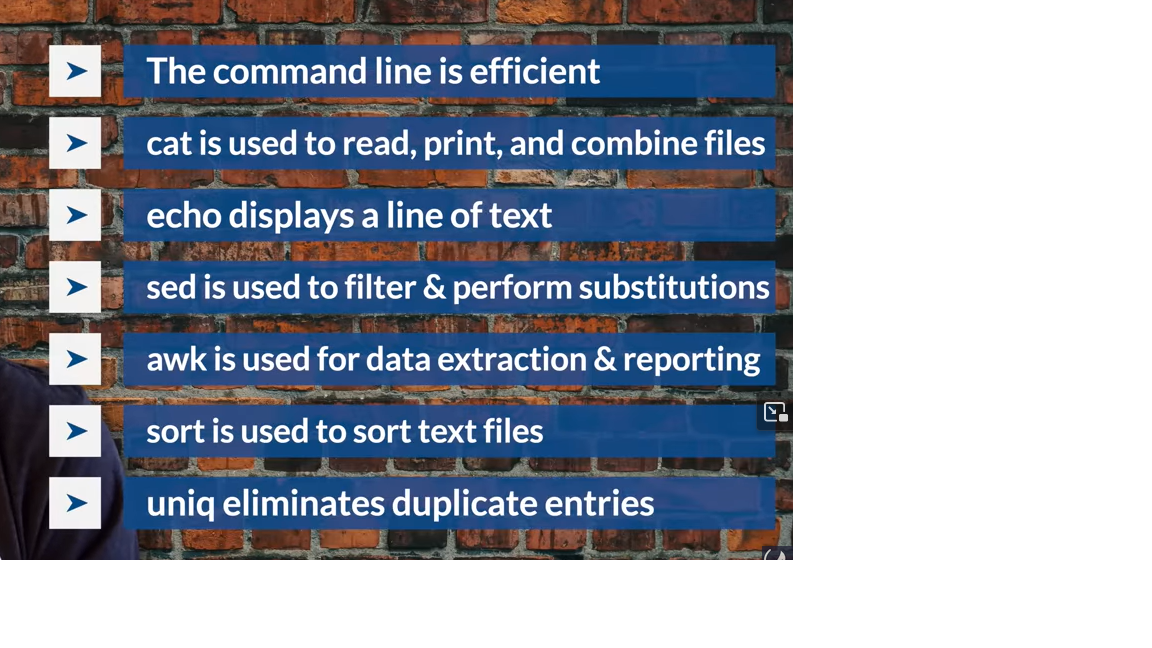 The command line is efficient
cat is used to read, print, and combine files
echo displays a line of text
sed is used to filter & perform substitutions
awk is used for data extraction & reporting
sort is used to sort text files
uniq eliminates duplicate entries